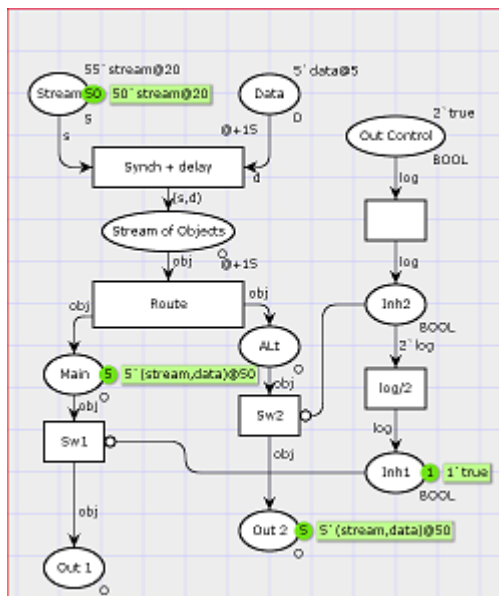 55`stream@20
5`data@5
Stream
50
50`stream@20
Data
S
D
2`true
s
@+15
Out Control
BOOL
Synch + delay
d
log
(s,d)
Stream of Objects
O
@+15
log
obj
Route
obj
obj
Inh2
BOOL
ALt
2`log
Main
5
5`(stream,data)@50
O
O
obj
obj
log/2
Sw2
Sw1
log
obj
Inh1
1
1`true
BOOL
obj
Out 2
5
5`(stream,data)@50
O
Out 1
O